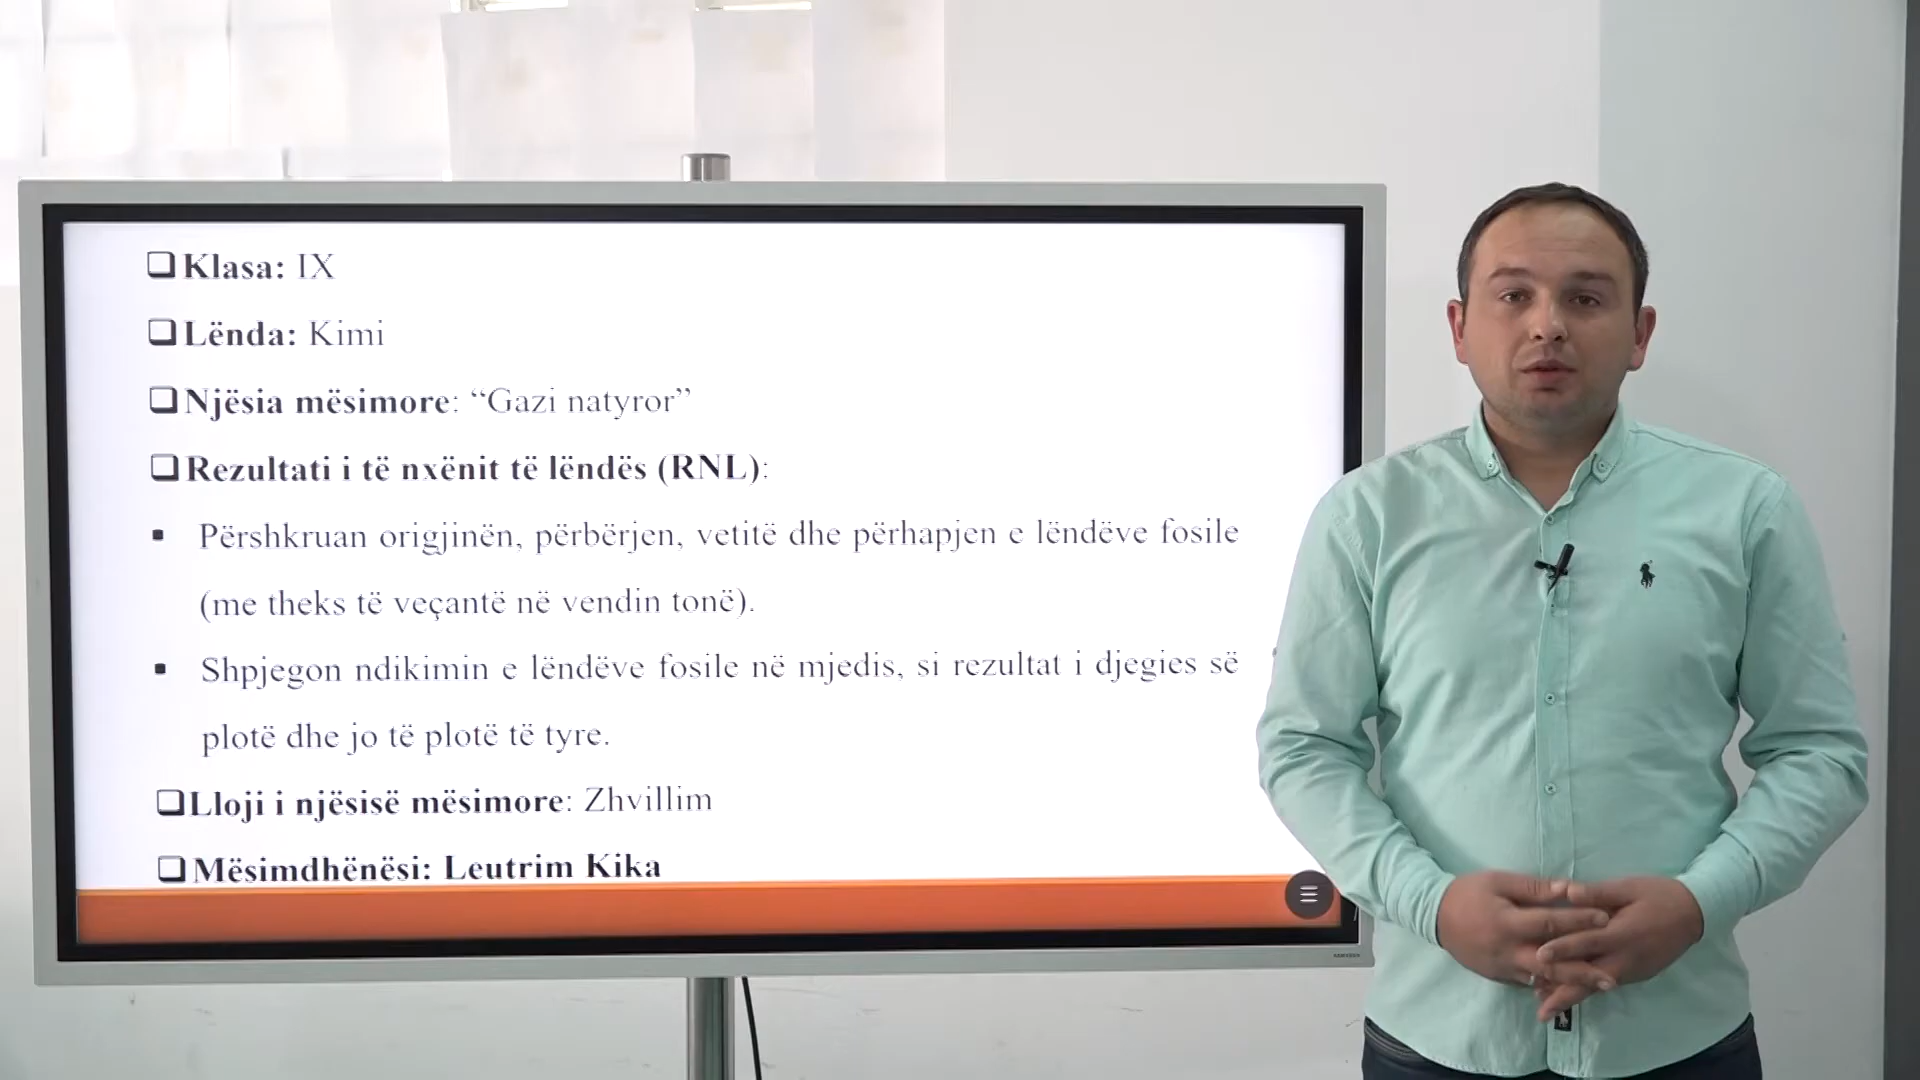 Klasa: IX
Lënda: Kimi
Njësia mësimore: “Gazi natyror”
Rezultati i të nxënit të lëndës (RNL):
Përshkruan origjinën, përbërjen, vetitë dhe përhapjen e lëndëve fosile
(me theks të veçantë në vendin tonë).
Shpjegon ndikimin e lëndëve fosile në mjedis, si rezultat i djegies së
plotë dhe jo të plotë të tyre.
Lloji i njësisë mësimore: Zhvillim
Mësimdhënësi: Leutrim Kika